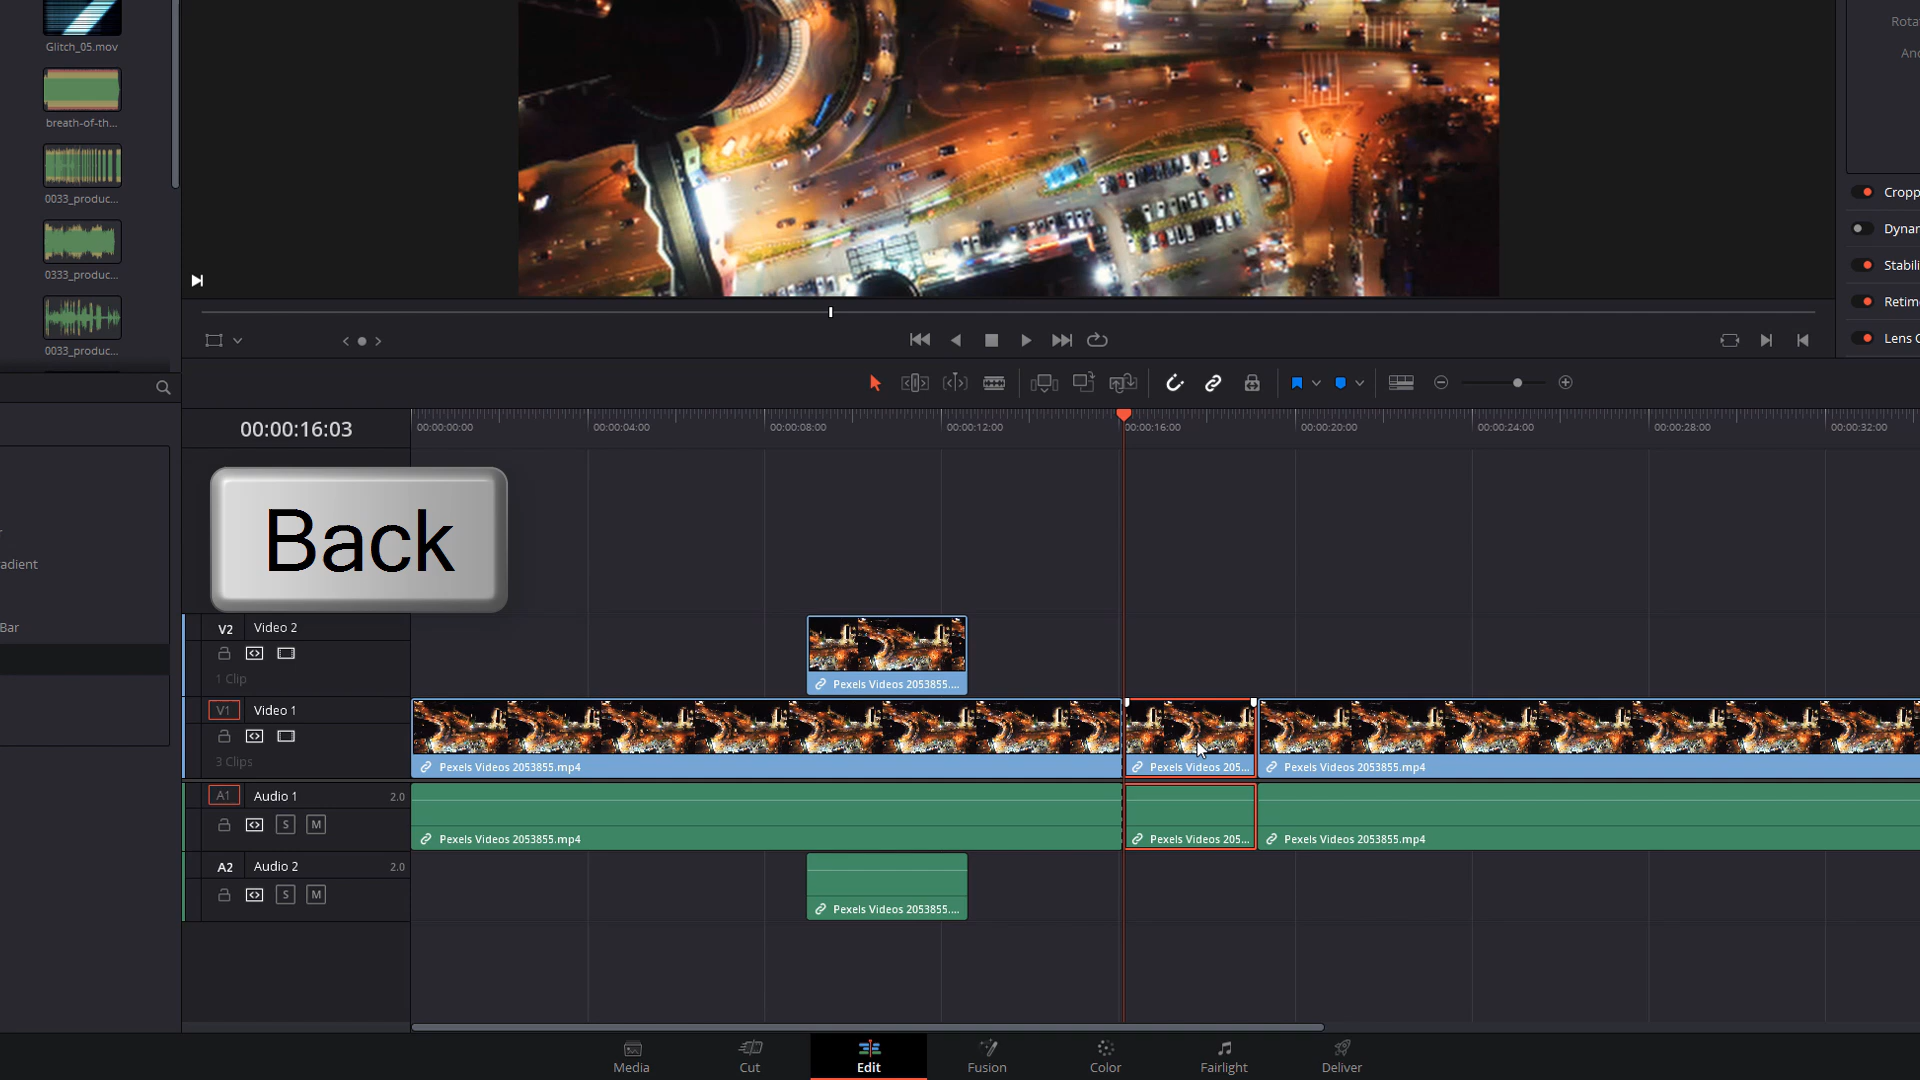 Glitch_05.mov
breath-of-th...
0033_produc...
0333_produc...
0033_produc...
adient
Bar
Rota
Anc
Cropp
Dynar
Stabili
Retim
Lens C
00:00:16:03
00:00:00:00
00:00:04:00
00:00:08:00
00:00:12:00
00:00:16:00
00:00:20:00
00:00:24:00
00:00:28:00
00:00:32:00
Back
V2 Video 2
1 Clip
Pexels Videos 2053855....
V1 Video 1
3 Clips
Pexels Videos 2053855.mp4
Pexels Videos 205...
Pexels Videos 2053855.mp4
A1 Audio 1 2.0
S M
Pexels Videos 2053855.mp4
Pexels Videos 205...
Pexels Videos 2053855.mp4
A2 Audio 2 2.0
S M
Pexels Videos 2053855....
Media
Cut
Edit
Fusion
Color
Fairlight
Deliver